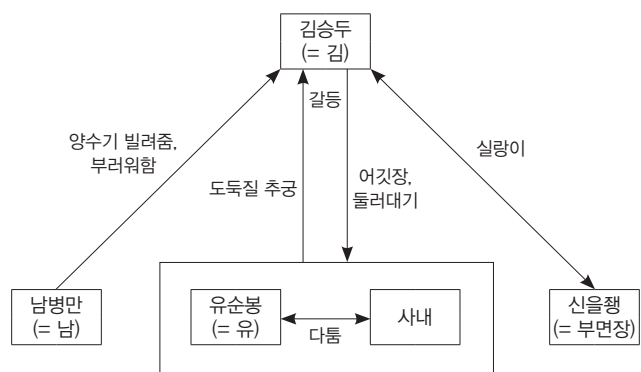 김승두
(= 김)
갈등
양수기 빌려줌,
부러워함
실랑이
어깃장,
둘러대기
도둑질 추궁
남병만
(= 남)
유순봉
(= 유)
다툼
사내
신을좽
(= 부면장)